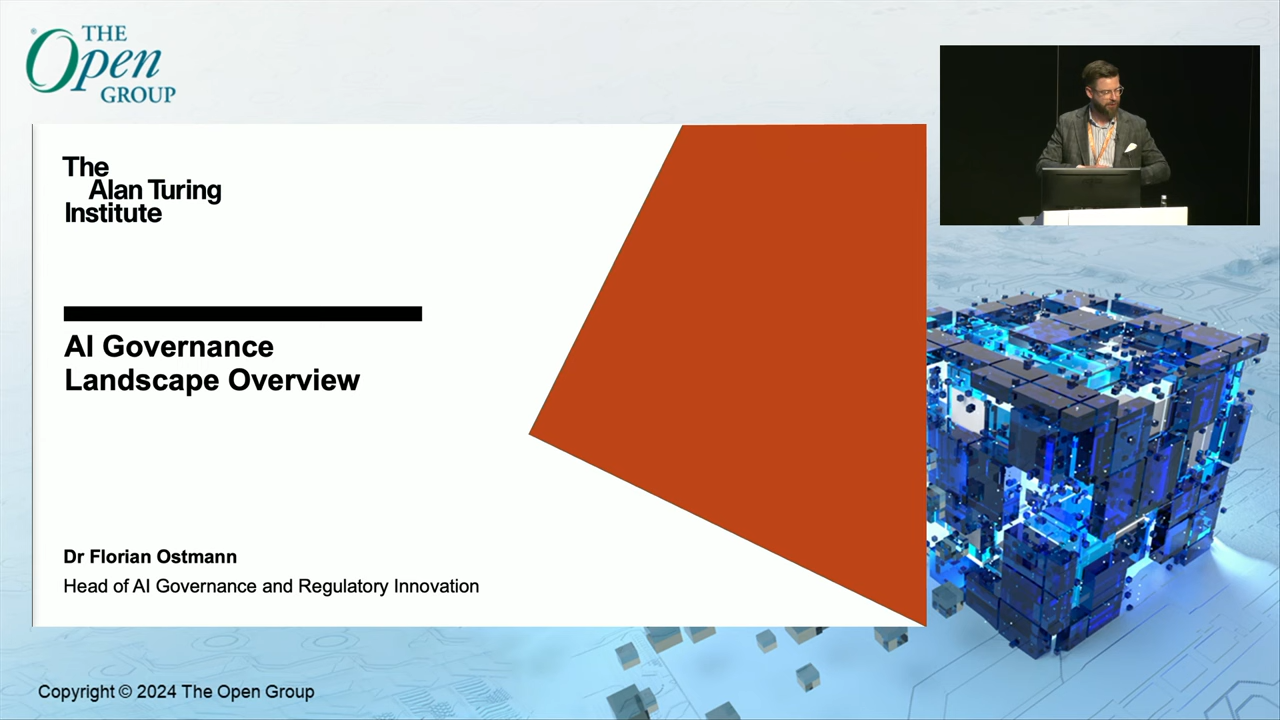 THE
Open
GROUP
The
Alan Turing
Institute
AI Governance
Landscape Overview
Dr Florian Ostmann
Head of AI Governance and Regulatory Innovation
Copyright © 2024 The Open Group